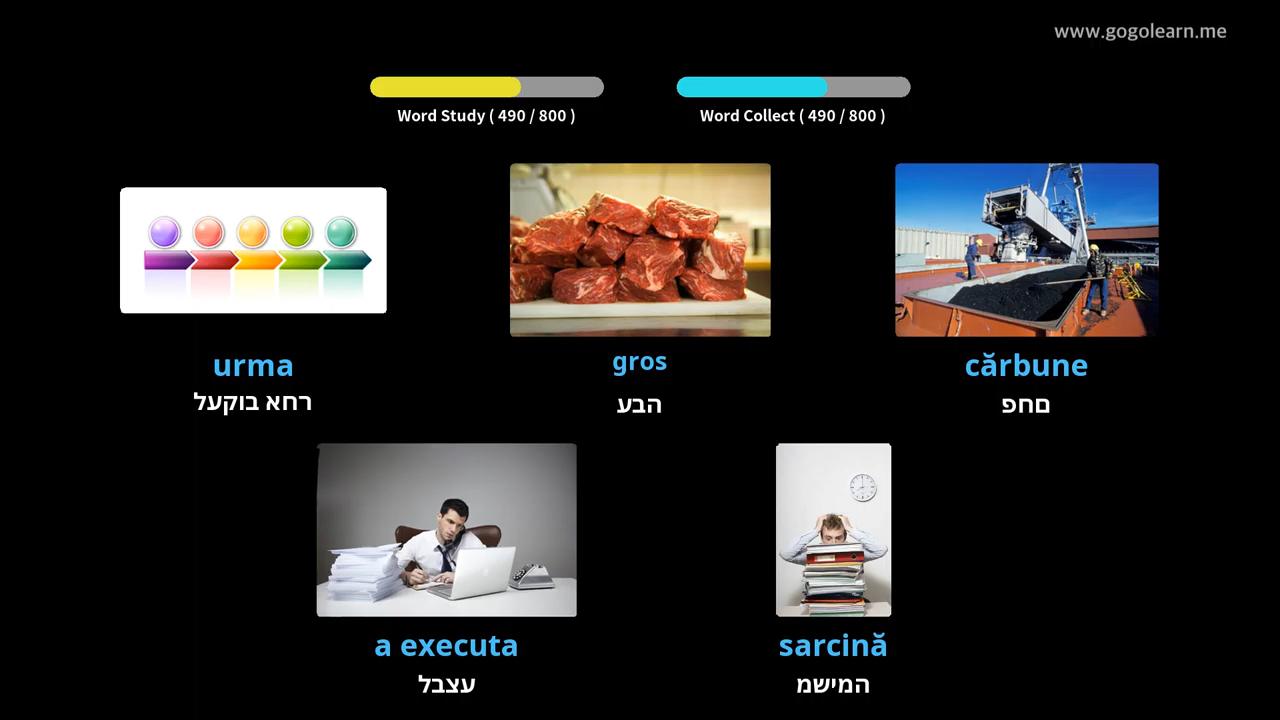 www.gogolearn.me
Word Study ( 490 / 800 )
Word Collect ( 490 / 800 )
urma
רחא בוקעל
gros
הבע
cărbune
םחפ
a executa
עצבל
sarcină
המישמ